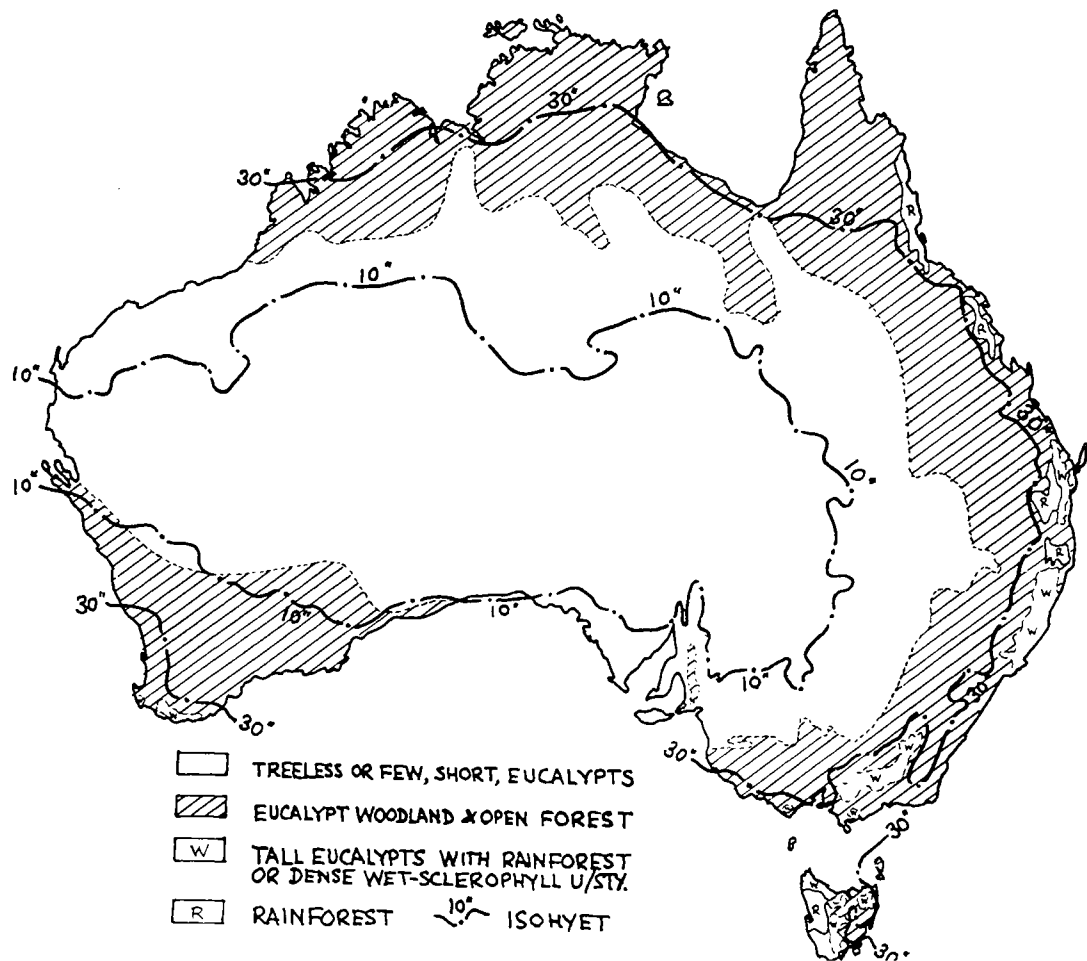 30"
30"
R
30"
10"
10"
R
10"
W
10"
10"
R
R
W
30"
10"
10"
W
10"
30
W
30"
W
30"
W
TREELESS OR FEW, SHORT, EUCALYPTS
EUCALYPT WOODLAND & OPEN FOREST
W TALL EUCALYPTS WITH RAINFOREST
OR DENSE WET-SCLEROPHYLL U/STY.
R RAINFOREST 10" ISOHYET
30"
W
R
30"